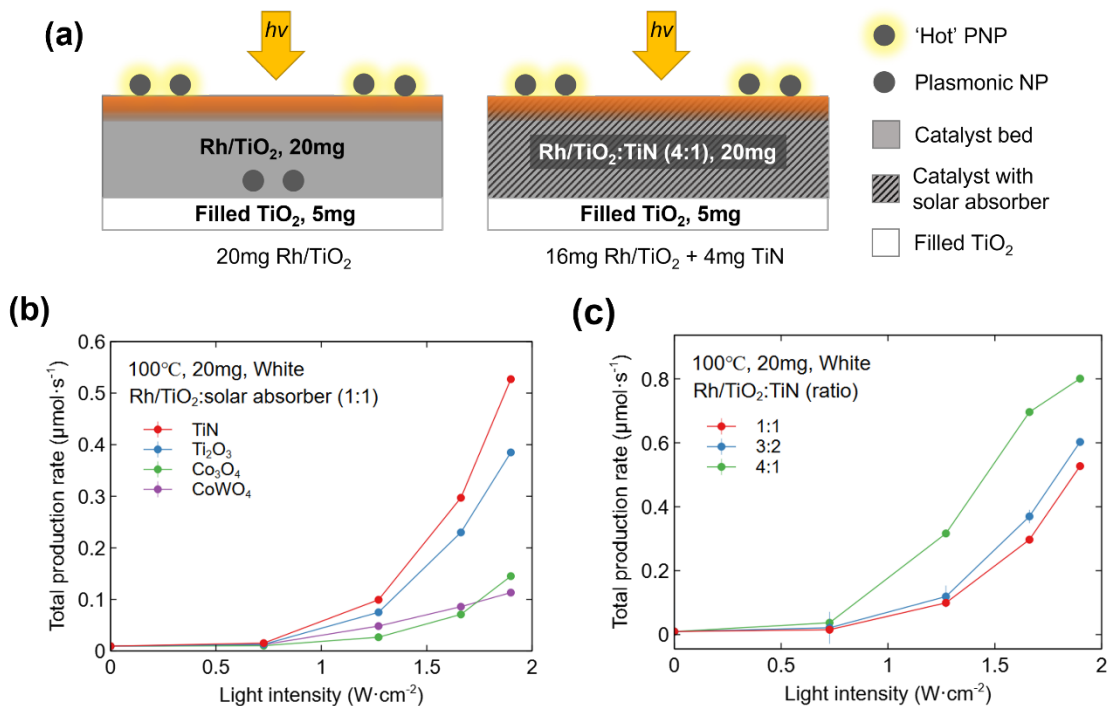 (a)
hv
hv
Rh/TiO₂, 20mg
Filled TiO₂, 5mg
20mg Rh/TiO₂
Rh/TiO₂:TiN (4:1), 20mg
Filled TiO₂, 5mg
16mg Rh/TiO₂ + 4mg TiN
'Hot' PNP
Plasmonic NP
Catalyst bed
Catalyst with
solar absorber
Filled TiO₂
(b)
Total production rate (μmol·s⁻¹)
0.6
0.5
0.4
0.3
0.2
0.1
0
100℃, 20mg, White
Rh/TiO₂:solar absorber (1:1)
TiN
Ti₂O₃
Co₃O₄
CoWO₄
0
0.5
1
1.5
2
Light intensity (W·cm⁻²)
(c)
Total production rate (μmol·s⁻¹)
0.8
0.6
0.4
0.2
0
100℃, 20mg, White
Rh/TiO₂:TiN (ratio)
1:1
3:2
4:1
0
0.5
1
1.5
2
Light intensity (W·cm⁻²)